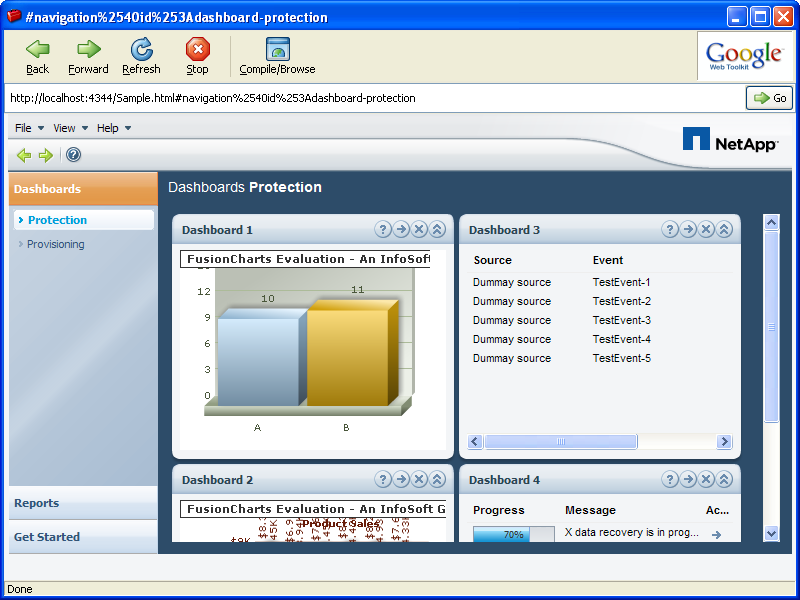 #navigation%2540id%253Adashboard-protection
Back Forward Refresh Stop Compile/Browse
Google
Web Toolkit
http://localhost:4344/Sample.html#navigation%2540id%253Adashboard-protection Go
File View Help
NetApp
Dashboards
Dashboards Protection
Protection
Provisioning
Reports
Get Started
Dashboard 1
FusionCharts Evaluation - An InfoSoft
12
9
6
3
0
10
11
A B
Dashboard 3
Source Event
Dummay source TestEvent-1
Dummay source TestEvent-2
Dummay source TestEvent-3
Dummay source TestEvent-4
Dummay source TestEvent-5
Dashboard 2
FusionCharts Evaluation - An InfoSoft G
Product Sales
Dashboard 4
Progress Message Ac...
70% X data recovery is in prog...
Done